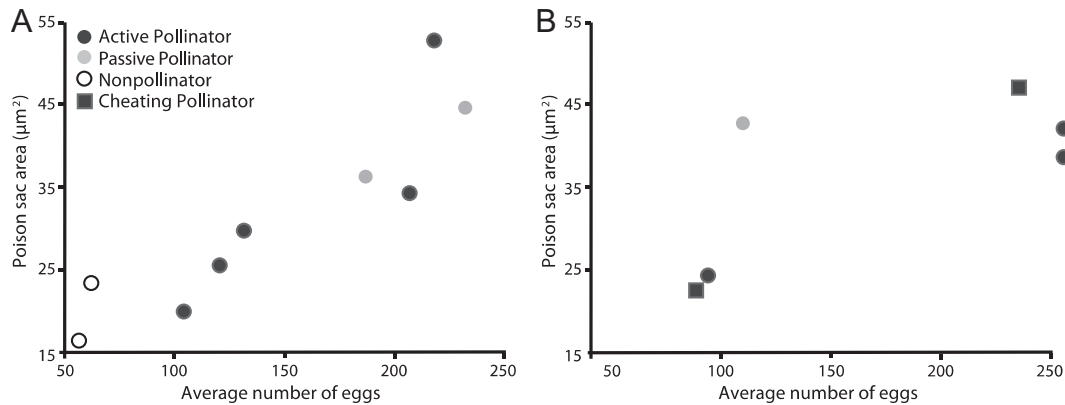 A
Poison sac area (µm²)
55
45
35
25
15
Active Pollinator
Passive Pollinator
Nonpollinator
Cheating Pollinator
50
100
150
200
250
Average number of eggs
B
Poison sac area (µm²)
55
45
35
25
15
50
100
150
200
250
Average number of eggs